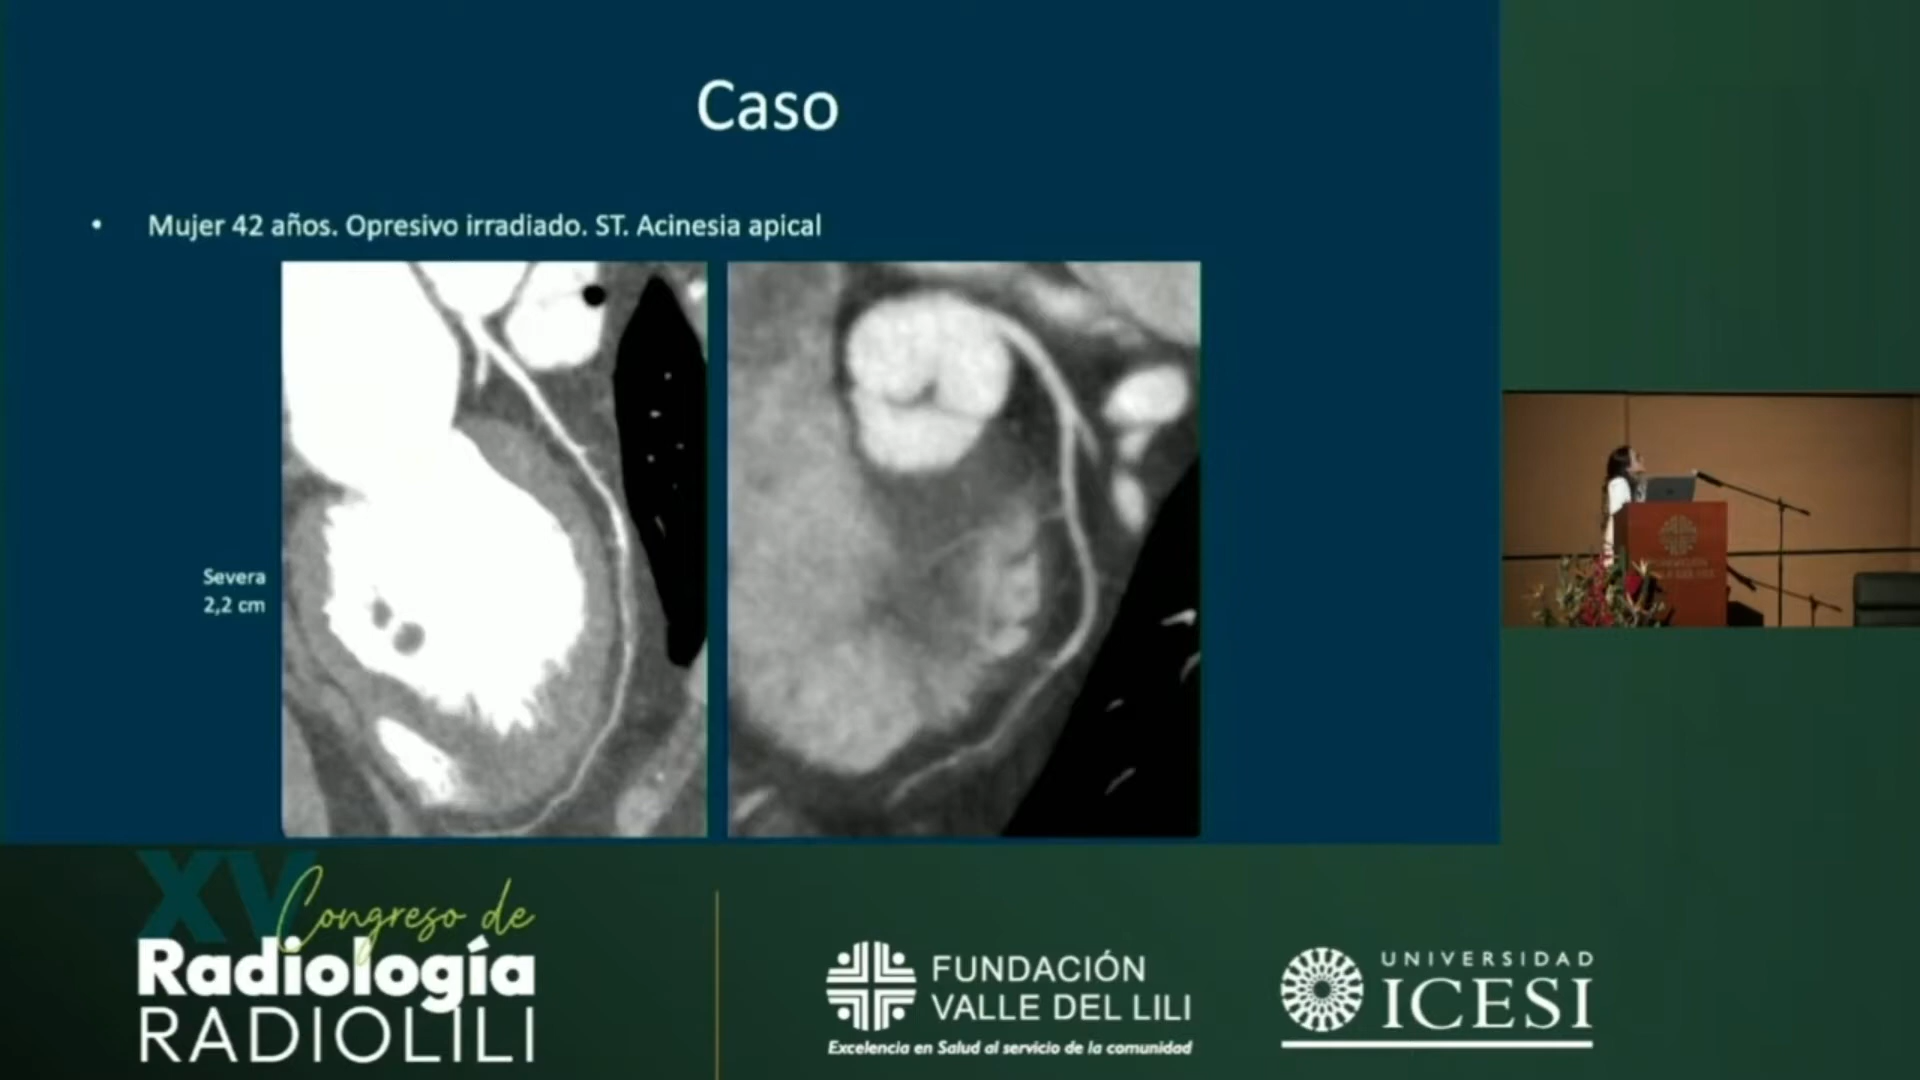 Caso
• Mujer 42 años. Opresivo irradiado. ST. Acinesia apical
Severa
2,2 cm
XV Congreso de
Radiología
RADIOLILI
FUNDACIÓN
VALLE DEL LILI
Excelencia en Salud al servicio de la comunidad
UNIVERSIDAD
ICESI